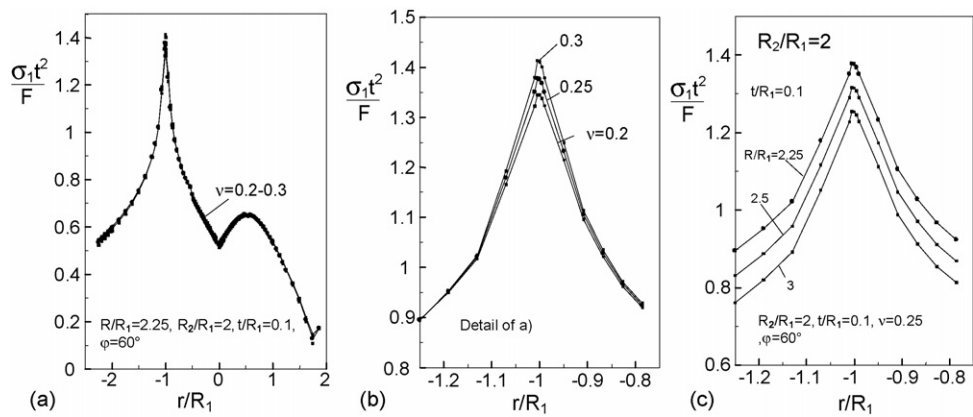 1.4
1.2
1
0.8
0.6
0.4
0.2
0
σ₁t²
F
ν=0.2-0.3
R/R₁=2.25, R₂/R₁=2, t/R₁=0.1,
φ=60°
-2
-1
0
1
2
(a)
r/R₁
1.5
1.4
1.3
1.2
1.1
1
0.9
0.8
σ₁t²
F
0.3
0.25
ν=0.2
Detail of a)
-1.2
-1.1
-1
-0.9
-0.8
(b)
r/R₁
(c)
1.4
1.2
1
0.8
0.6
σ₁t²
F
R₂/R₁=2
t/R₁=0.1
R/R₁=2.25
2.5
3
R₂/R₁=2, t/R₁=0.1, ν=0.25
,φ=60°
-1.2
-1.1
-1
-0.9
-0.8
r/R₁